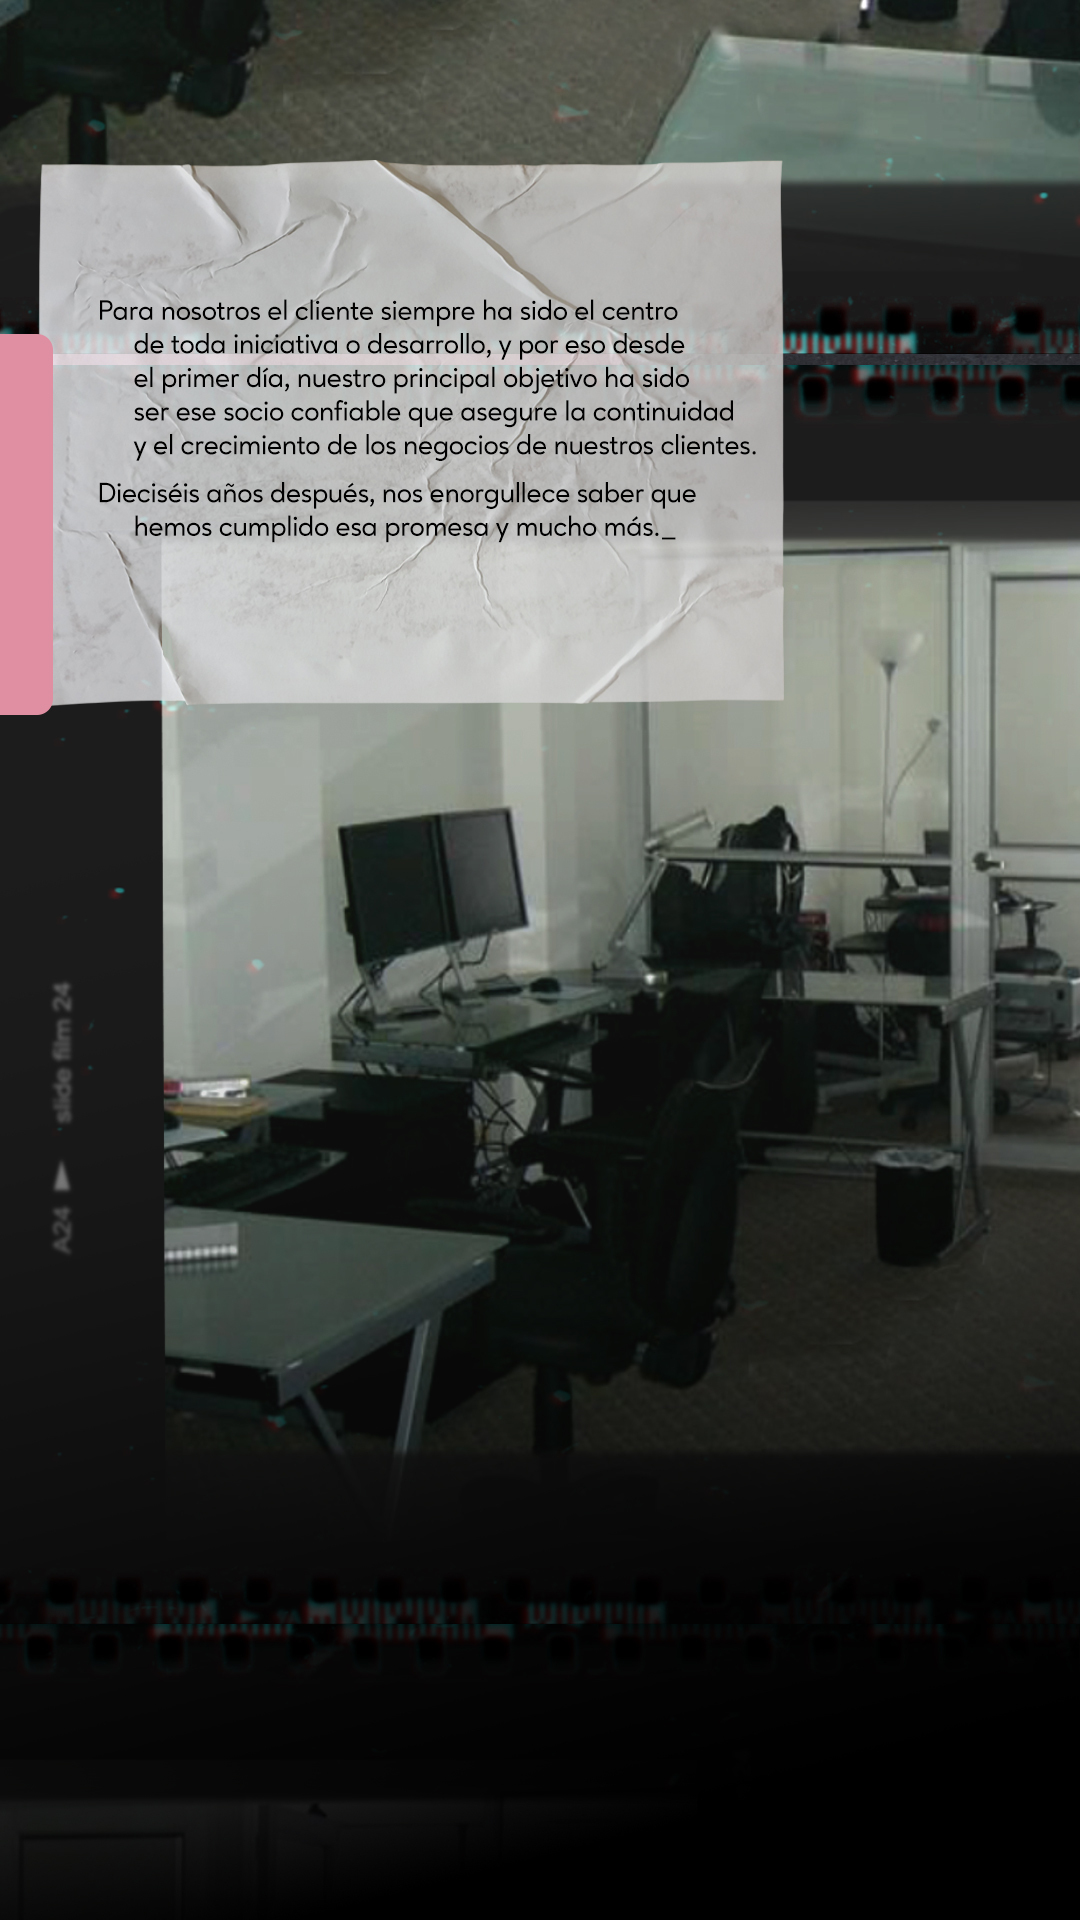 Para nosotros el cliente siempre ha sido el centro
de toda iniciativa o desarrollo, y por eso desde
el primer día, nuestro principal objetivo ha sido
ser ese socio confiable que asegure la continuidad
y el crecimiento de los negocios de nuestros clientes.
Dieciséis años después, nos enorgullece saber que
hemos cumplido esa promesa y mucho más._
A24 ▶ slide film 24